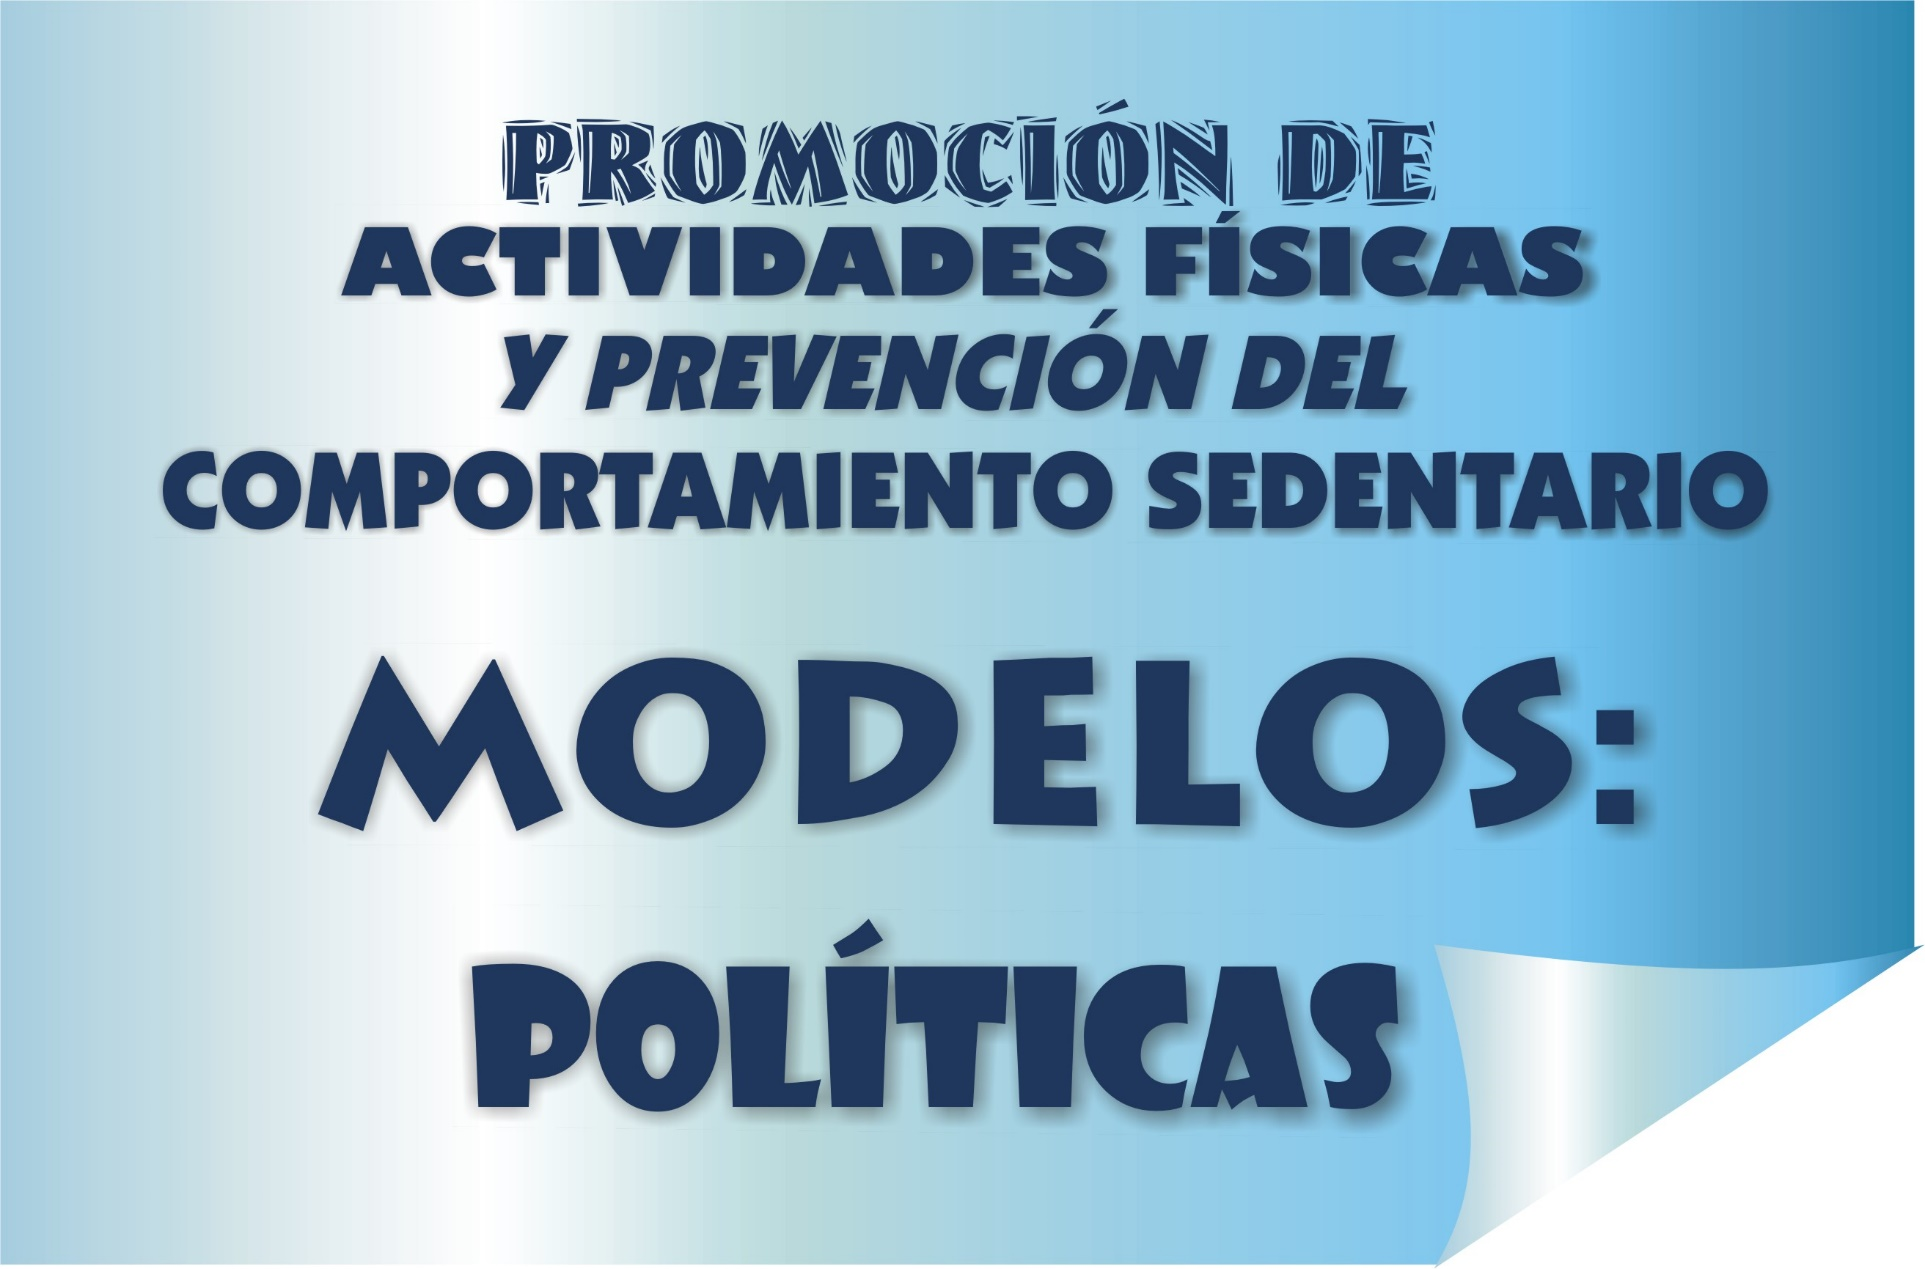 PROMOCIÓN DE
ACTIVIDADES FÍSICAS
Y PREVENCIÓN DEL
COMPORTAMIENTO SEDENTARIO
MODELOS:
POLÍTICAS